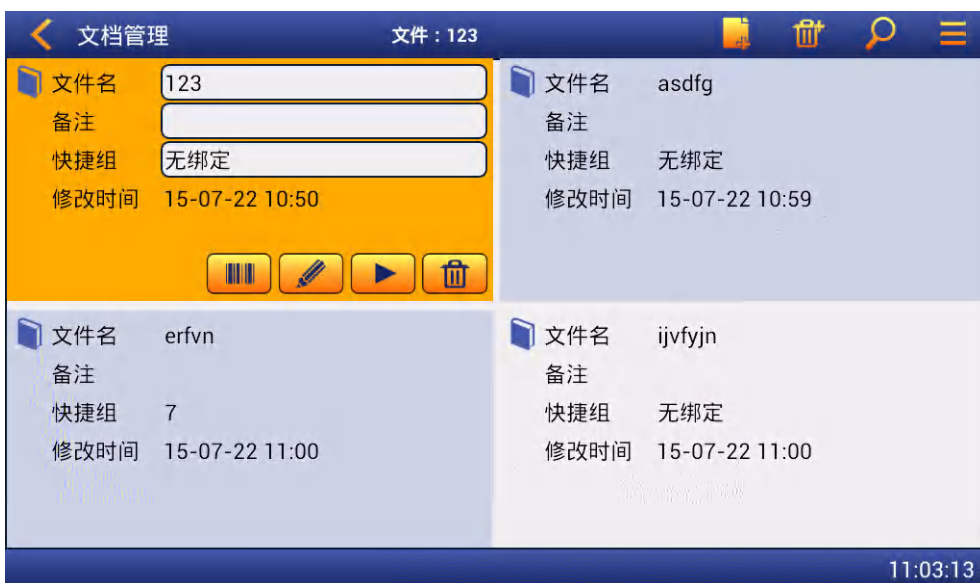 文档管理 文件：123
文件名 123
备注
快捷组 无绑定
修改时间 15-07-22 10:50
文件名 asdfg
备注
快捷组 无绑定
修改时间 15-07-22 10:59
文件名 erfvn
备注
快捷组 7
修改时间 15-07-22 11:00
文件名 ijvfyjn
备注
快捷组 无绑定
修改时间 15-07-22 11:00
11:03:13